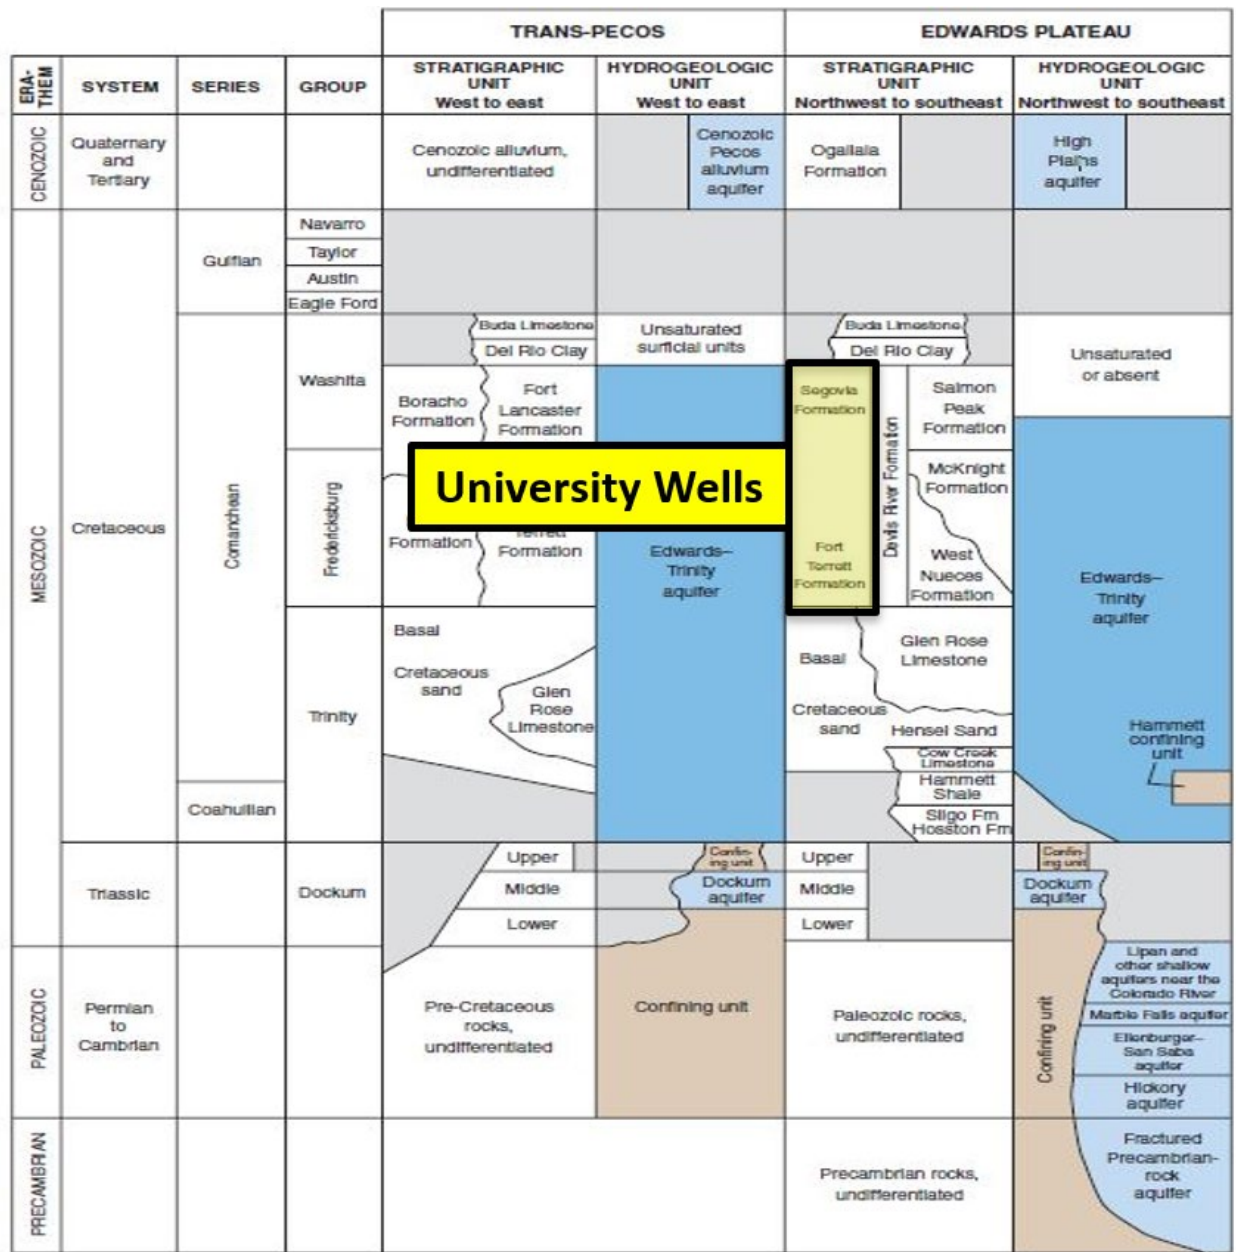 TRANS-PECOS
EDWARDS PLATEAU
ERA-
THEM
SYSTEM
SERIES
GROUP
STRATIGRAPHIC
UNIT
West to east
HYDROGEOLOGIC
UNIT
West to east
STRATIGRAPHIC
UNIT
Northwest to southeast
HYDROGEOLOGIC
UNIT
Northwest to southeast
CENOZOIC
Quaternary
and
Tertiary
Cenozoic alluvium,
undifferentiated
Cenozoic
Pecos
alluvium
aquifer
Ogallala
Formation
High
Plains
aquifer
MESOZOIC
Cretaceous
Gulfian
Navarro
Taylor
Austin
Eagle Ford
Comanchean
Washita
Buda Limestone
Del Rio Clay
Unsaturated
surficial units
Buda Limestone
Del Rio Clay
Unsaturated
or absent
Boracho
Formation
Fort
Lancaster
Formation
Segovia
Formation
Devils River Formation
Salmon
Peak
Formation
University Wells
Fredericksburg
Formation
Terrett
Formation
Edwards–
Trinity
aquifer
Fort
Terrett
Formation
McKnight
Formation
West
Nueces
Formation
Edwards–
Trinity
aquifer
Trinity
Basal
Cretaceous
sand
Glen
Rose
Limestone
Basal
Cretaceous
sand
Glen Rose
Limestone
Hensel Sand
Cow Creek
Limestone
Hammett
Shale
Sligo Fm
Hosston Fm
Hammett
confining
unit
Coahuilan
Triassic
Dockum
Upper
Middle
Lower
Confin-
ing unit
Dockum
aquifer
Upper
Middle
Lower
Confin-
ing unit
Dockum
aquifer
PALEOZOIC
Permian
to
Cambrian
Pre-Cretaceous
rocks,
undifferentiated
Confining unit
Paleozoic rocks,
undifferentiated
Confining unit
Lipan and
other shallow
aquifers near the
Colorado River
Marble Falls aquifer
Ellenburger–
San Saba
aquifer
Hickory
aquifer
PRECAMBRIAN
Precambrian rocks,
undifferentiated
Fractured
Precambrian-
rock
aquifer